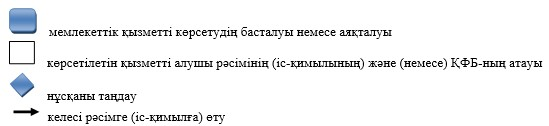 мемлекеттік қызметті көрсетудің басталуы немесе аяқталуы
көрсетілетін қызметті алушы рәсімінің (іс-қимылының) және (немесе) ҚФБ-ның атауы
нұсқаны таңдау
келесі рәсімге (іс-қимылға) өту